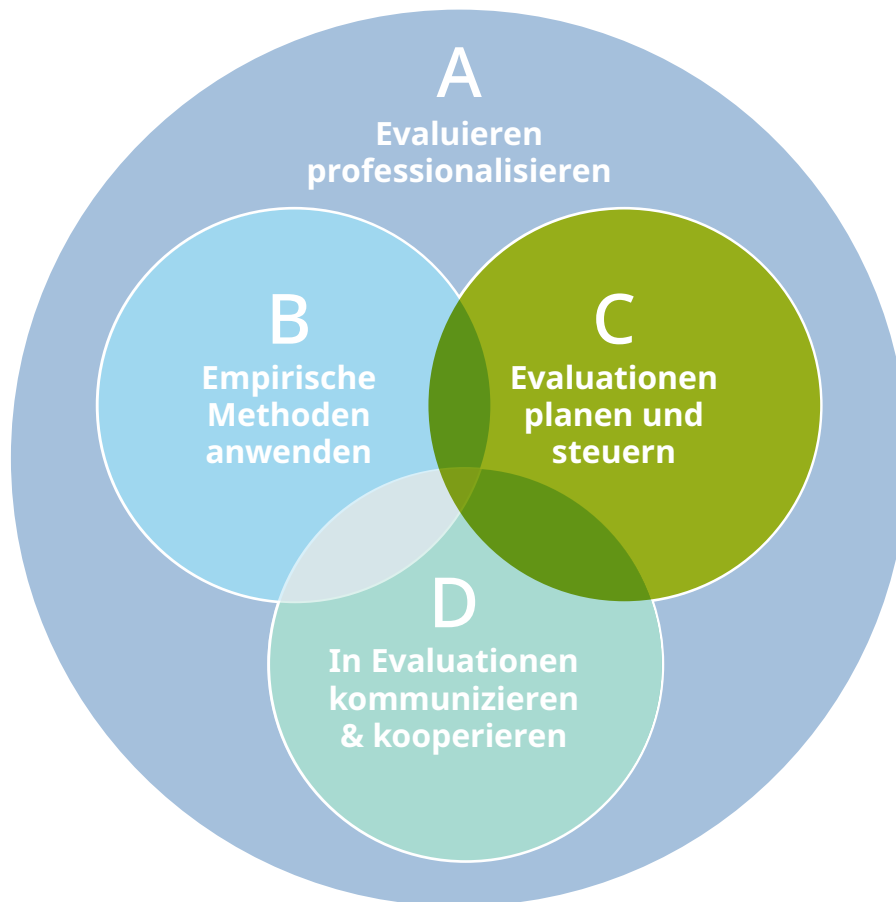 A
Evaluieren
professionalisieren
B
Empirische
Methoden
anwenden
C
Evaluationen
planen und
steuern
D
In Evaluationen
kommunizieren
& kooperieren